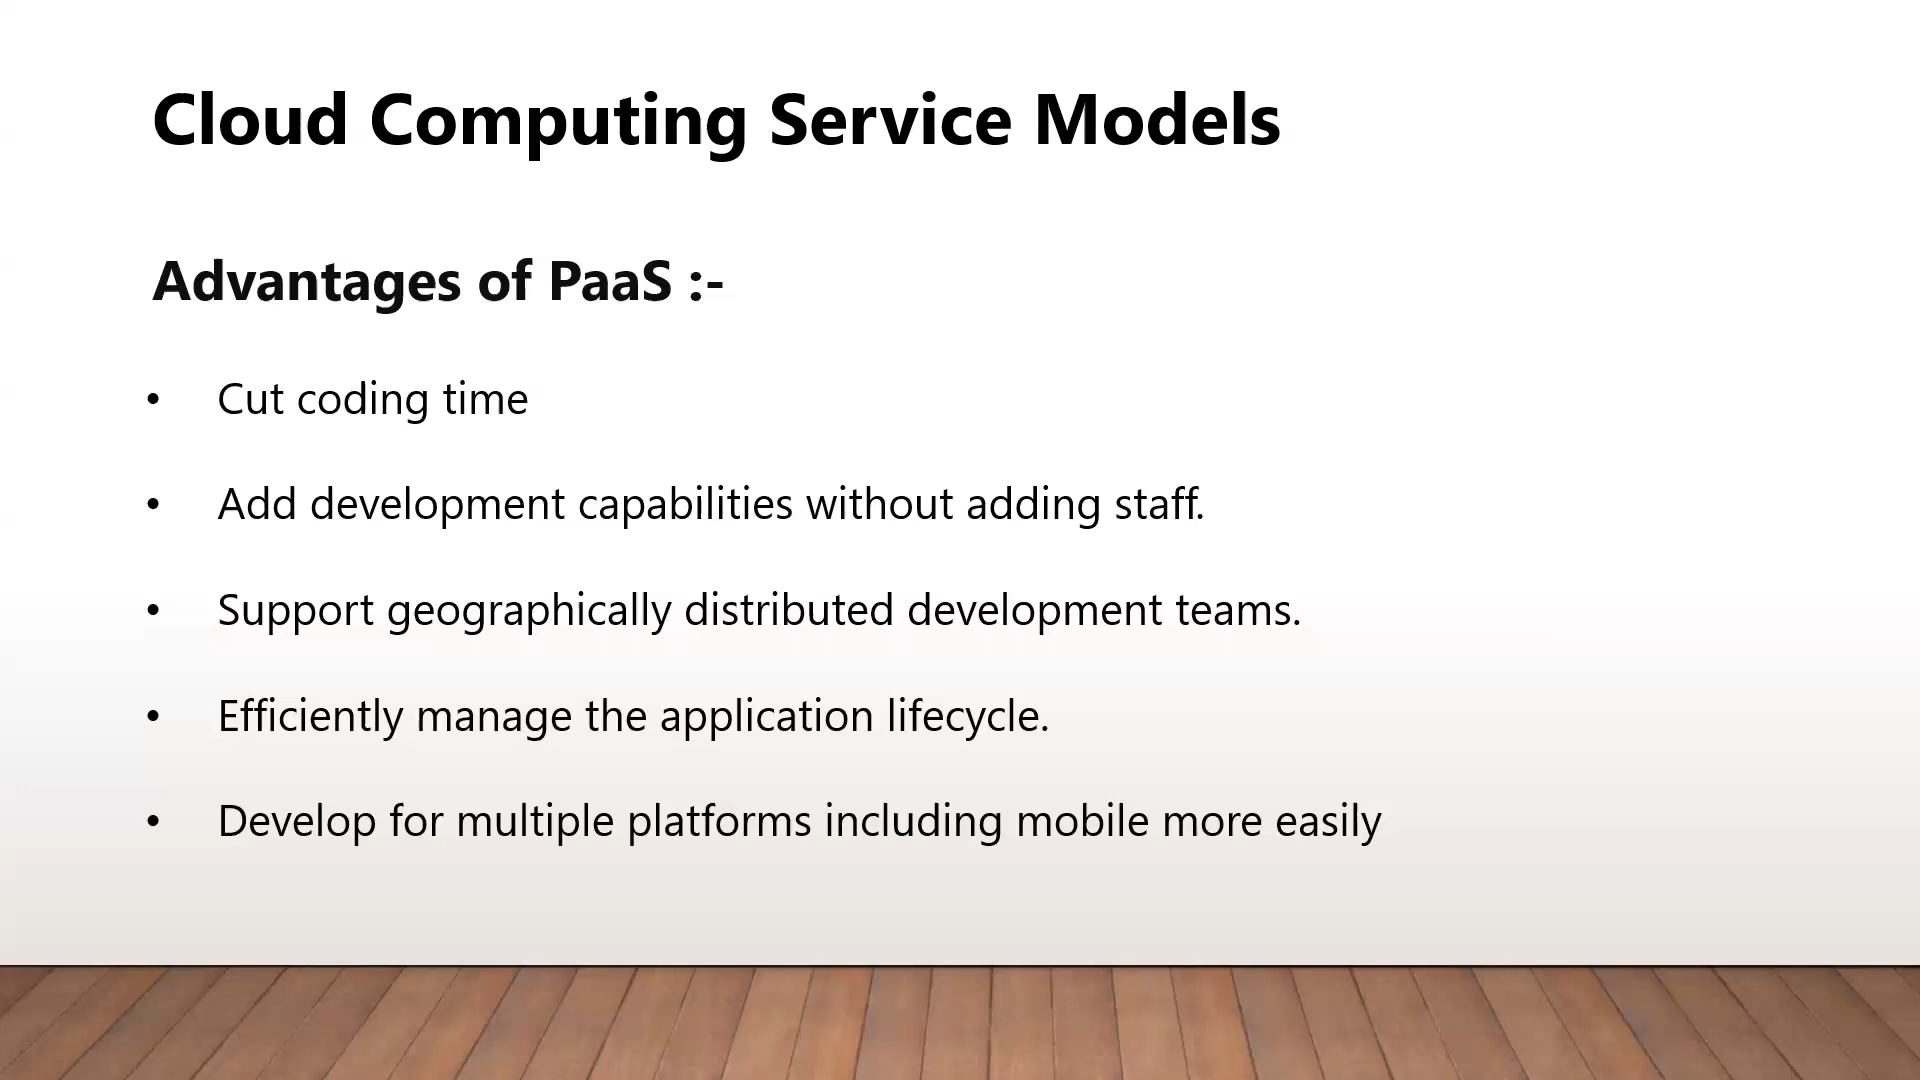 Cloud Computing Service Models
Advantages of PaaS :-
• Cut coding time
• Add development capabilities without adding staff.
• Support geographically distributed development teams.
• Efficiently manage the application lifecycle.
• Develop for multiple platforms including mobile more easily